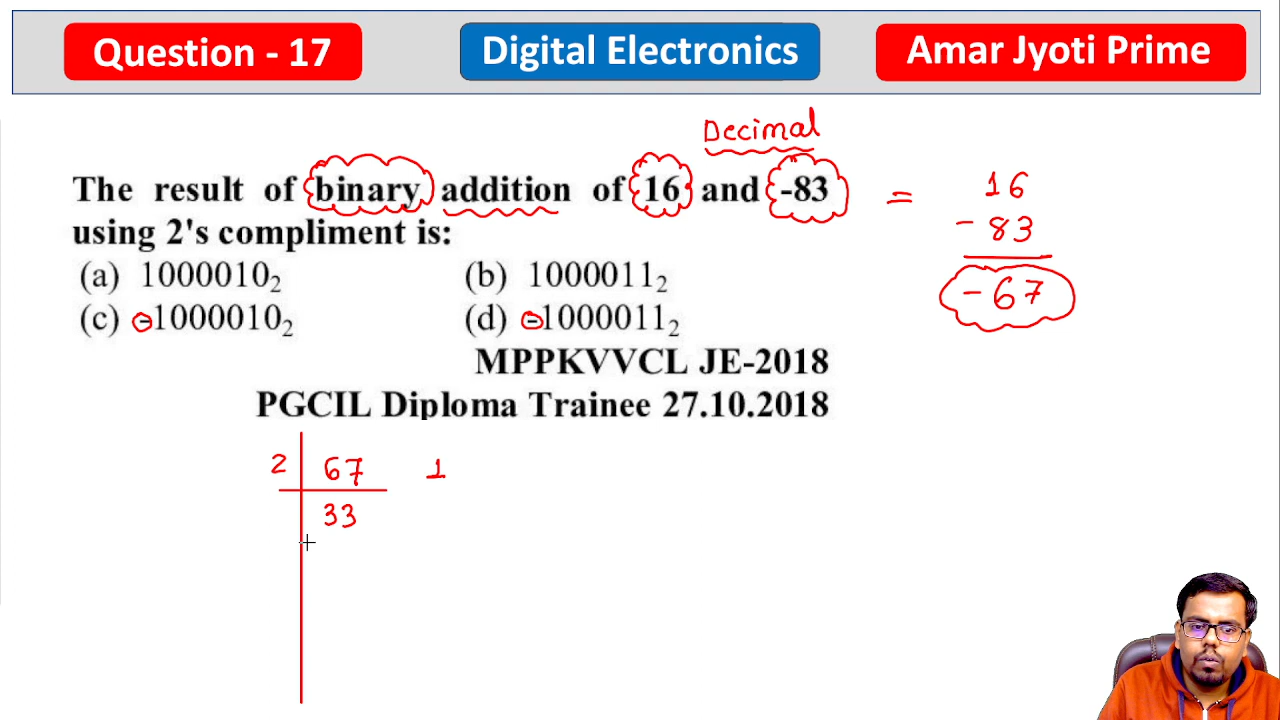 Question - 17
Digital Electronics
Amar Jyoti Prime
Decimal
The result of binary addition of 16 and -83
using 2's compliment is:
(a) 1000010₂ (b) 1000011₂
(c) -1000010₂ (d) -1000011₂
MPPKVVCL JE-2018
PGCIL Diploma Trainee 27.10.2018
= 16
- 83
- 67
2 67 1
33